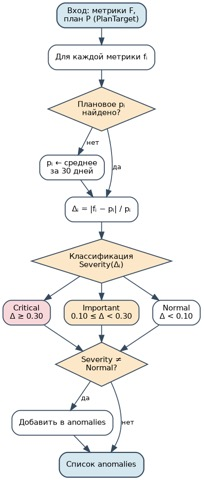 Вход: метрики F,
план P (PlanTarget)
Для каждой метрики fᵢ
Плановое pᵢ
найдено?
нет
да
pᵢ ← среднее
за 30 дней
Δᵢ = |fᵢ − pᵢ| / pᵢ
Классификация
Severity(Δᵢ)
Critical
Δ ≥ 0.30
Important
0.10 ≤ Δ < 0.30
Normal
Δ < 0.10
Severity ≠
Normal?
да
нет
Добавить в anomalies
Список anomalies